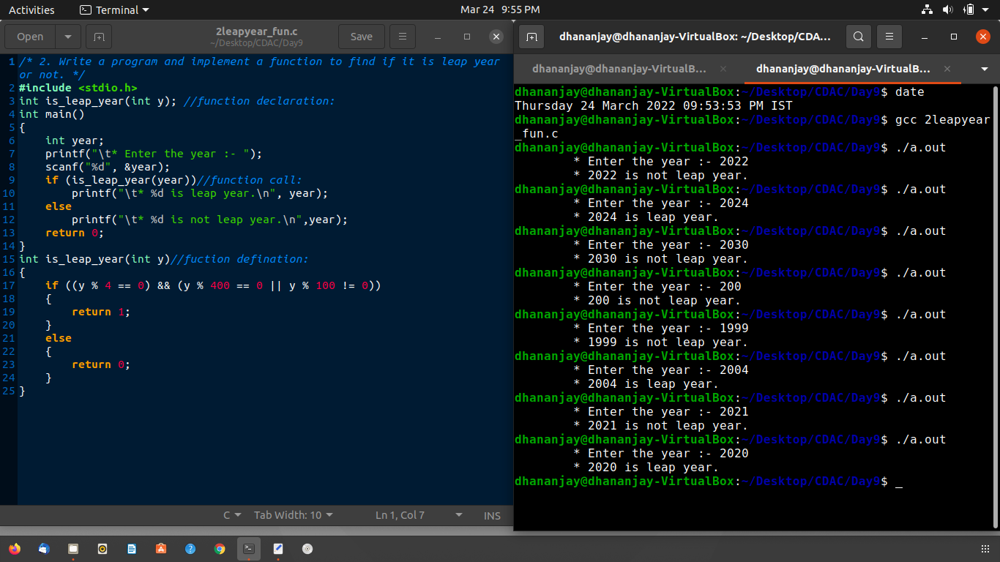 Activities Terminal Mar 24 9:55 PM
Open 2leapyear_fun.c Save
~/Desktop/CDAC/Day9
1 /* 2. Write a program and implement a function to find if it is leap year
or not. */
2 #include <stdio.h>
3 int is_leap_year(int y); //function declaration:
4 int main()
5 {
6     int year;
7     printf("\t* Enter the year :- ");
8     scanf("%d", &year);
9     if (is_leap_year(year))//function call:
10         printf("\t* %d is leap year.\n", year);
11     else
12         printf("\t* %d is not leap year.\n",year);
13     return 0;
14 }
15 int is_leap_year(int y)//fuction defination:
16 {
17     if ((y % 4 == 0) && (y % 400 == 0 || y % 100 != 0))
18     {
19         return 1;
20     }
21     else
22     {
23         return 0;
24     }
25 }
C Tab Width: 10 Ln 1, Col 7 INS
dhananjay@dhananjay-VirtualBox: ~/Desktop/CDA...
dhananjay@dhananjay-VirtualB... dhananjay@dhananjay-VirtualB...
dhananjay@dhananjay-VirtualBox:~/Desktop/CDAC/Day9$ date
Thursday 24 March 2022 09:53:53 PM IST
dhananjay@dhananjay-VirtualBox:~/Desktop/CDAC/Day9$ gcc 2leapyear
_fun.c
dhananjay@dhananjay-VirtualBox:~/Desktop/CDAC/Day9$ ./a.out
        * Enter the year :- 2022
        * 2022 is not leap year.
dhananjay@dhananjay-VirtualBox:~/Desktop/CDAC/Day9$ ./a.out
        * Enter the year :- 2024
        * 2024 is leap year.
dhananjay@dhananjay-VirtualBox:~/Desktop/CDAC/Day9$ ./a.out
        * Enter the year :- 2030
        * 2030 is not leap year.
dhananjay@dhananjay-VirtualBox:~/Desktop/CDAC/Day9$ ./a.out
        * Enter the year :- 200
        * 200 is not leap year.
dhananjay@dhananjay-VirtualBox:~/Desktop/CDAC/Day9$ ./a.out
        * Enter the year :- 1999
        * 1999 is not leap year.
dhananjay@dhananjay-VirtualBox:~/Desktop/CDAC/Day9$ ./a.out
        * Enter the year :- 2004
        * 2004 is leap year.
dhananjay@dhananjay-VirtualBox:~/Desktop/CDAC/Day9$ ./a.out
        * Enter the year :- 2021
        * 2021 is not leap year.
dhananjay@dhananjay-VirtualBox:~/Desktop/CDAC/Day9$ ./a.out
        * Enter the year :- 2020
        * 2020 is leap year.
dhananjay@dhananjay-VirtualBox:~/Desktop/CDAC/Day9$ _